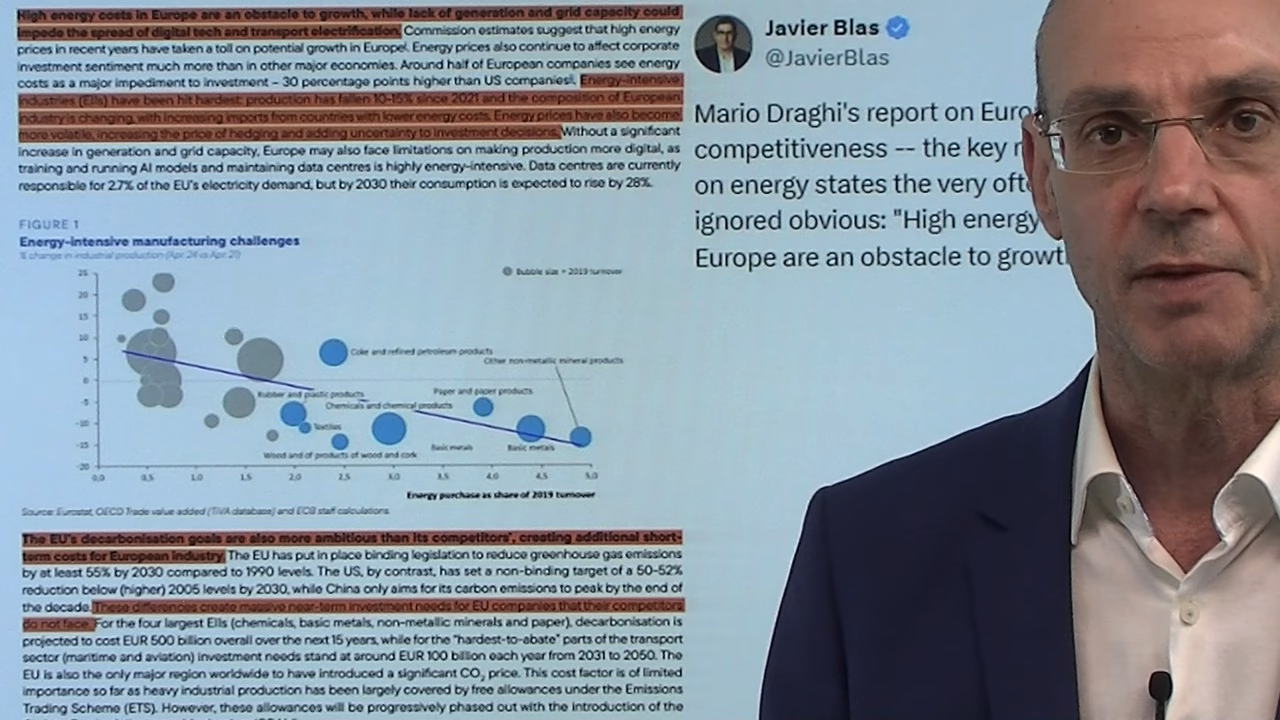 High energy costs in Europe are an obstacle to growth, while lack of generation and grid capacity could
impede the spread of digital tech and transport electrification. Commission estimates suggest that high energy
prices in recent years have taken a toll on potential growth in Europe. Energy prices also continue to affect corporate
investment sentiment much more than in other major economies. Around half of European companies see energy
costs as a major impediment to investment – 30 percentage points higher than US companies. Energy-intensive
industries (EIIs) have been hit hardest: production has fallen 10-15% since 2021 and the composition of European
industry is changing, with increasing imports from countries with lower energy costs. Energy prices have also become
more volatile, increasing the price of hedging and adding uncertainty to investment decisions. Without a significant
increase in generation and grid capacity, Europe may also face limitations on making production more digital, as
training and running AI models and maintaining data centres is highly energy-intensive. Data centres are currently
responsible for 2.7% of the EU's electricity demand, but by 2030 their consumption is expected to rise by 28%.
FIGURE 1
Energy-intensive manufacturing challenges
% change in industrial production (Apr. 24 vs Apr. 21)
Bubble size = 2019 turnover
25
20
15
10
5
0
-5
-10
-15
-20
Coke and refined petroleum products
Other non-metallic mineral products
Rubber and plastic products
Paper and paper products
Chemicals and chemical products
Textiles
Basic metals
Basic metals
Wood and of products of wood and cork
0,0 0,5 1,0 1,5 2,0 2,5 3,0 3,5 4,0 4,5 5,0
Energy purchase as share of 2019 turnover
Source: Eurostat, OECD Trade value added (TiVA database) and ECB staff calculations.
The EU's decarbonisation goals are also more ambitious than its competitors', creating additional short-
term costs for European industry. The EU has put in place binding legislation to reduce greenhouse gas emissions
by at least 55% by 2030 compared to 1990 levels. The US, by contrast, has set a non-binding target of a 50-52%
reduction below (higher) 2005 levels by 2030, while China only aims for its carbon emissions to peak by the end of
the decade. These differences create massive near-term investment needs for EU companies that their competitors
do not face. For the four largest EIIs (chemicals, basic metals, non-metallic minerals and paper), decarbonisation is
projected to cost EUR 500 billion overall over the next 15 years, while for the "hardest-to-abate" parts of the transport
sector (maritime and aviation) investment needs stand at around EUR 100 billion each year from 2031 to 2050. The
EU is also the only major region worldwide to have introduced a significant CO₂ price. This cost factor is of limited
importance so far as heavy industrial production has been largely covered by free allowances under the Emissions
Trading Scheme (ETS). However, these allowances will be progressively phased out with the introduction of the
Javier Blas
@JavierBlas
Mario Draghi's report on Euro
competitiveness -- the key
on energy states the very oft
ignored obvious: "High energy
Europe are an obstacle to growt